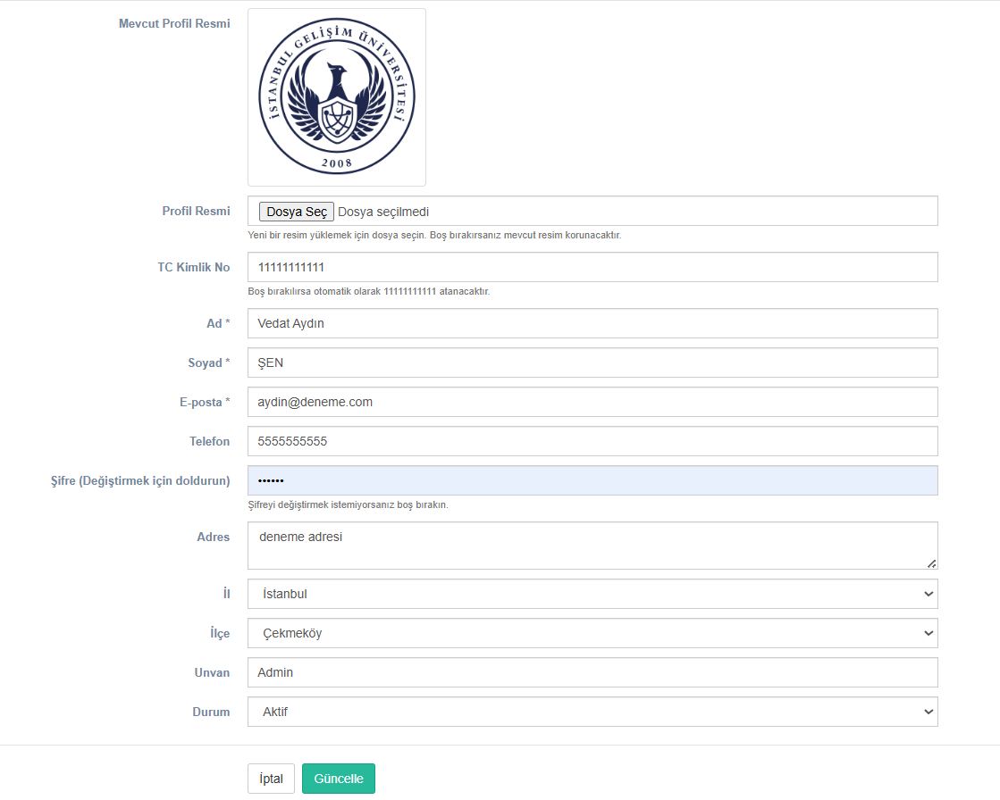 Mevcut Profil Resmi
İSTANBUL GELİŞİM ÜNİVERSİTESİ
2008
Profil Resmi
Dosya Seç Dosya seçilmedi
Yeni bir resim yüklemek için dosya seçin. Boş bırakırsanız mevcut resim korunacaktır.
TC Kimlik No
11111111111
Boş bırakılırsa otomatik olarak 11111111111 atanacaktır.
Ad *
Vedat Aydın
Soyad *
ŞEN
E-posta *
aydin@deneme.com
Telefon
5555555555
Şifre (Değiştirmek için doldurun)
••••••
Şifreyi değiştirmek istemiyorsanız boş bırakın.
Adres
deneme adresi
İl
İstanbul
İlçe
Çekmeköy
Unvan
Admin
Durum
Aktif
İptal
Güncelle